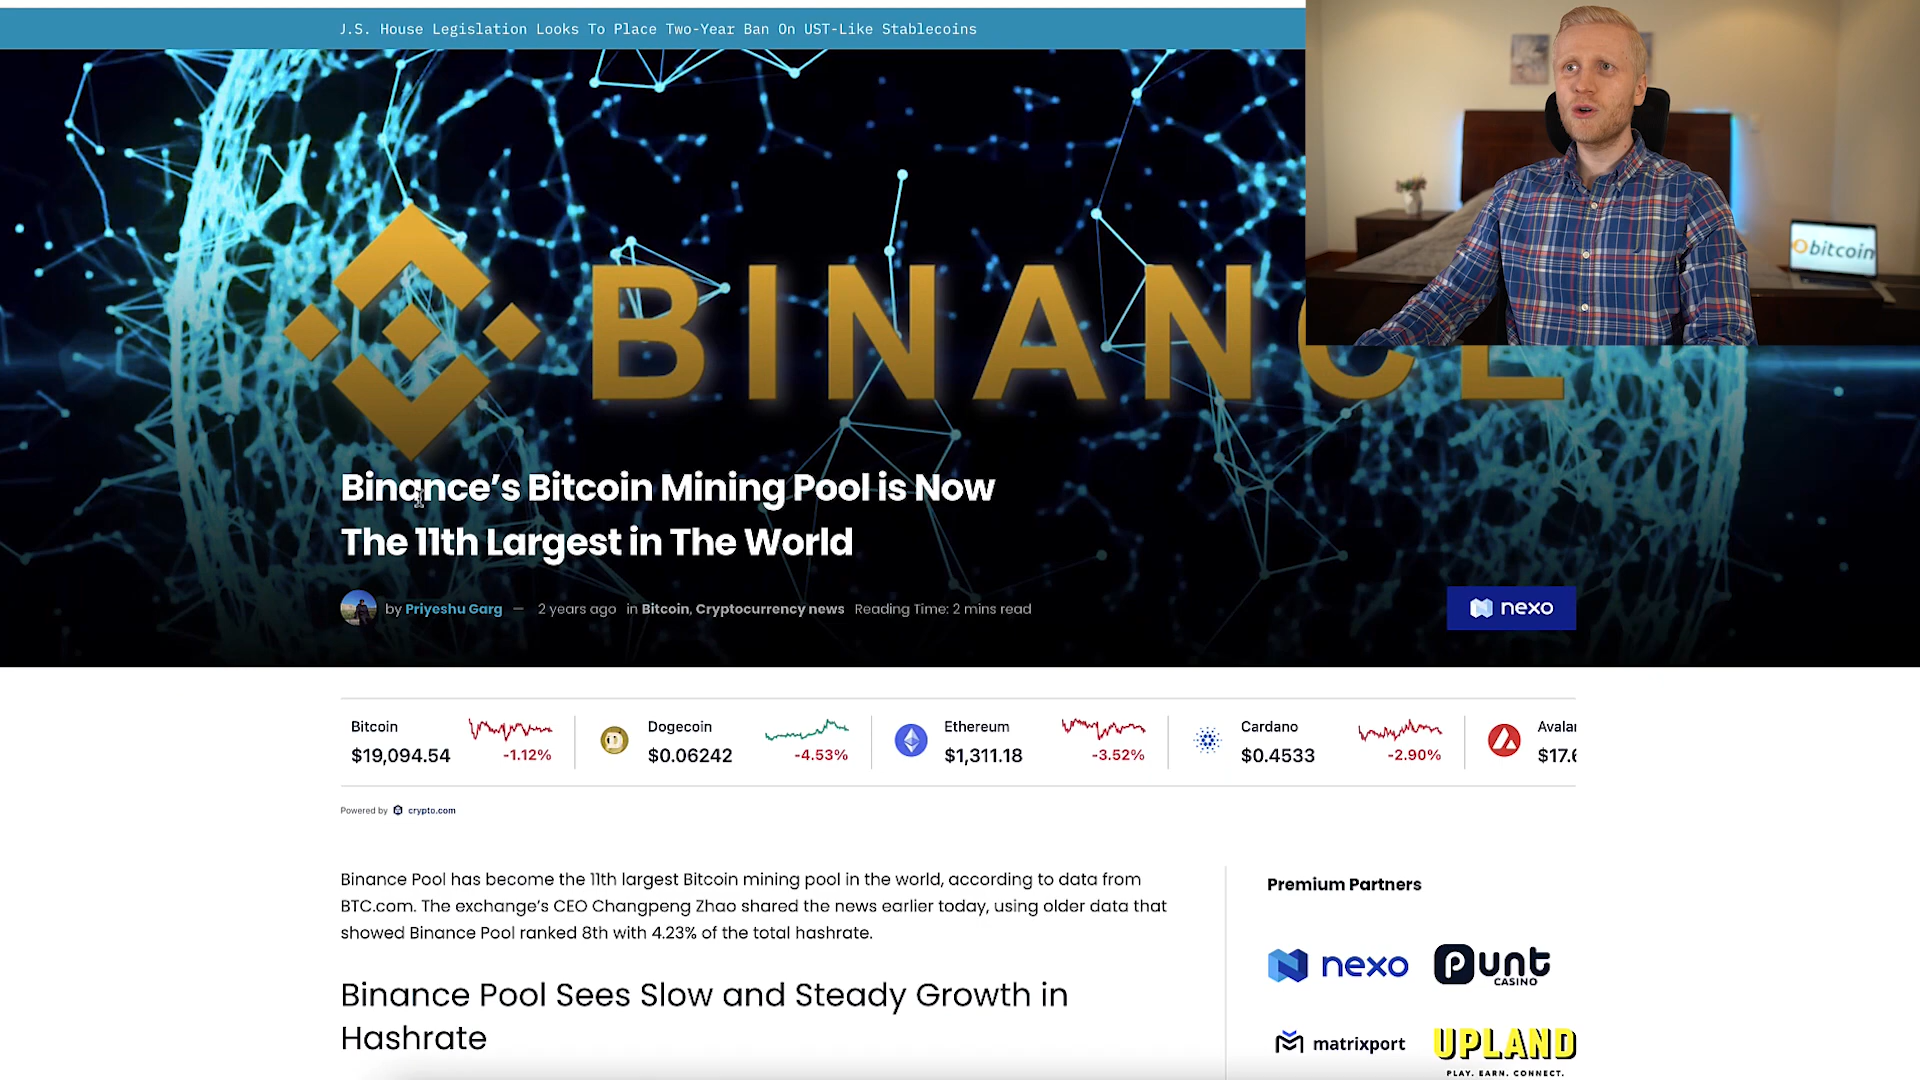 J.S. House Legislation Looks To Place Two-Year Ban On UST-Like Stablecoins
BINANCE
bitcoin
Binance's Bitcoin Mining Pool is Now
The 11th Largest in The World
by Priyeshu Garg — 2 years ago in Bitcoin, Cryptocurrency news Reading Time: 2 mins read
nexo
Bitcoin
$19,094.54 -1.12%
Dogecoin
$0.06242 -4.53%
Ethereum
$1,311.18 -3.52%
Cardano
$0.4533 -2.90%
Avalan
$17.6
Powered by crypto.com
Binance Pool has become the 11th largest Bitcoin mining pool in the world, according to data from
BTC.com. The exchange's CEO Changpeng Zhao shared the news earlier today, using older data that
showed Binance Pool ranked 8th with 4.23% of the total hashrate.
Binance Pool Sees Slow and Steady Growth in
Hashrate
Premium Partners
nexo
punt
CASINO
matrixport
UPLAND
PLAY. EARN. CONNECT.